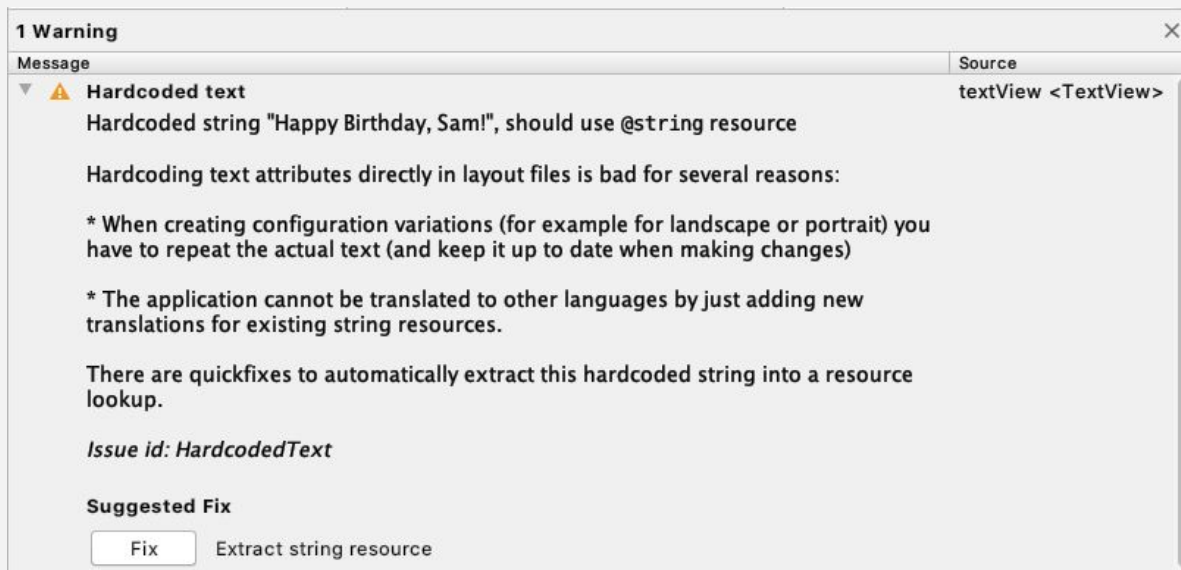 1 Warning
Message Source
Hardcoded text textView <TextView>
Hardcoded string "Happy Birthday, Sam!", should use @string resource
Hardcoding text attributes directly in layout files is bad for several reasons:
* When creating configuration variations (for example for landscape or portrait) you
have to repeat the actual text (and keep it up to date when making changes)
* The application cannot be translated to other languages by just adding new
translations for existing string resources.
There are quickfixes to automatically extract this hardcoded string into a resource
lookup.
Issue id: HardcodedText
Suggested Fix
Fix Extract string resource